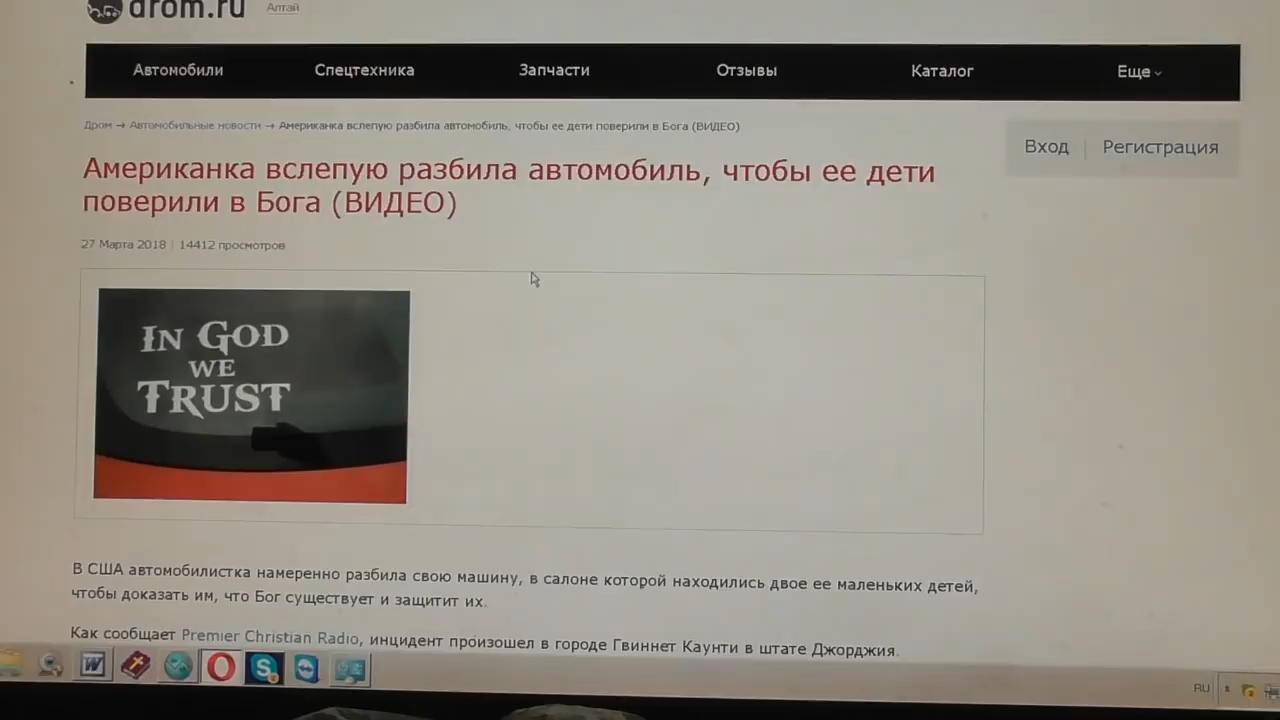 drom.ru Алтай
Автомобили Спецтехника Запчасти Отзывы Каталог Еще
Дром → Автомобильные новости → Американка вслепую разбила автомобиль, чтобы ее дети поверили в Бога (ВИДЕО)
Вход | Регистрация
Американка вслепую разбила автомобиль, чтобы ее дети
поверили в Бога (ВИДЕО)
27 Марта 2018 | 14412 просмотров
IN GOD
WE
TRUST
В США автомобилистка намеренно разбила свою машину, в салоне которой находились двое ее маленьких детей,
чтобы доказать им, что Бог существует и защитит их.
Как сообщает Premier Christian Radio, инцидент произошел в городе Гвиннет Каунти в штате Джорджия.
RU